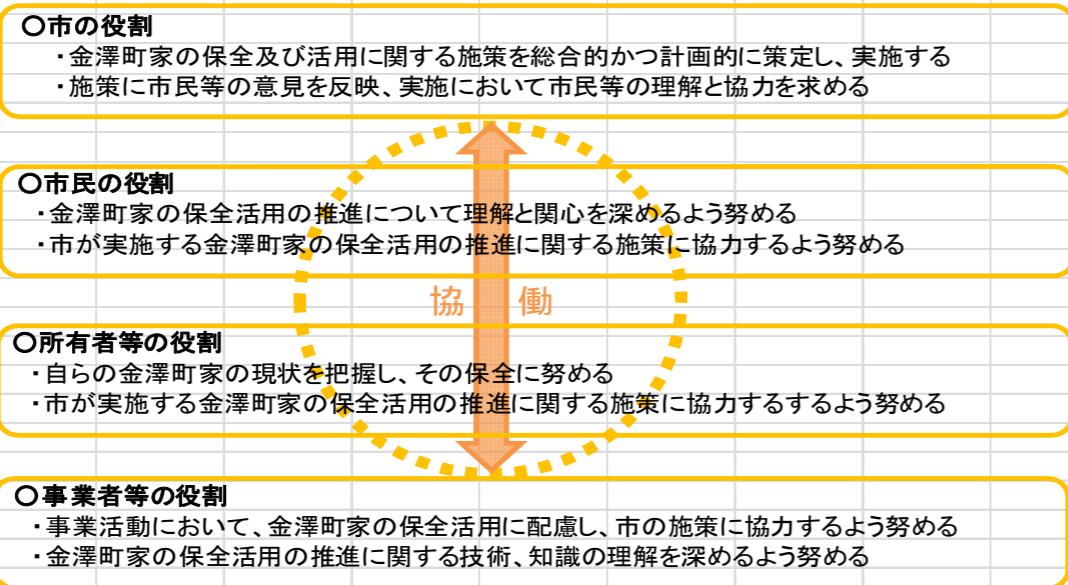 〇市の役割
・金澤町家の保全及び活用に関する施策を総合的かつ計画的に策定し、実施する
・施策に市民等の意見を反映、実施において市民等の理解と協力を求める
〇市民の役割
・金澤町家の保全活用の推進について理解と関心を深めるよう努める
・市が実施する金澤町家の保全活用の推進に関する施策に協力するよう努める
協 働
〇所有者等の役割
・自らの金澤町家の現状を把握し、その保全に努める
・市が実施する金澤町家の保全活用の推進に関する施策に協力するするよう努める
〇事業者等の役割
・事業活動において、金澤町家の保全活用に配慮し、市の施策に協力するよう努める
・金澤町家の保全活用の推進に関する技術、知識の理解を深めるよう努める